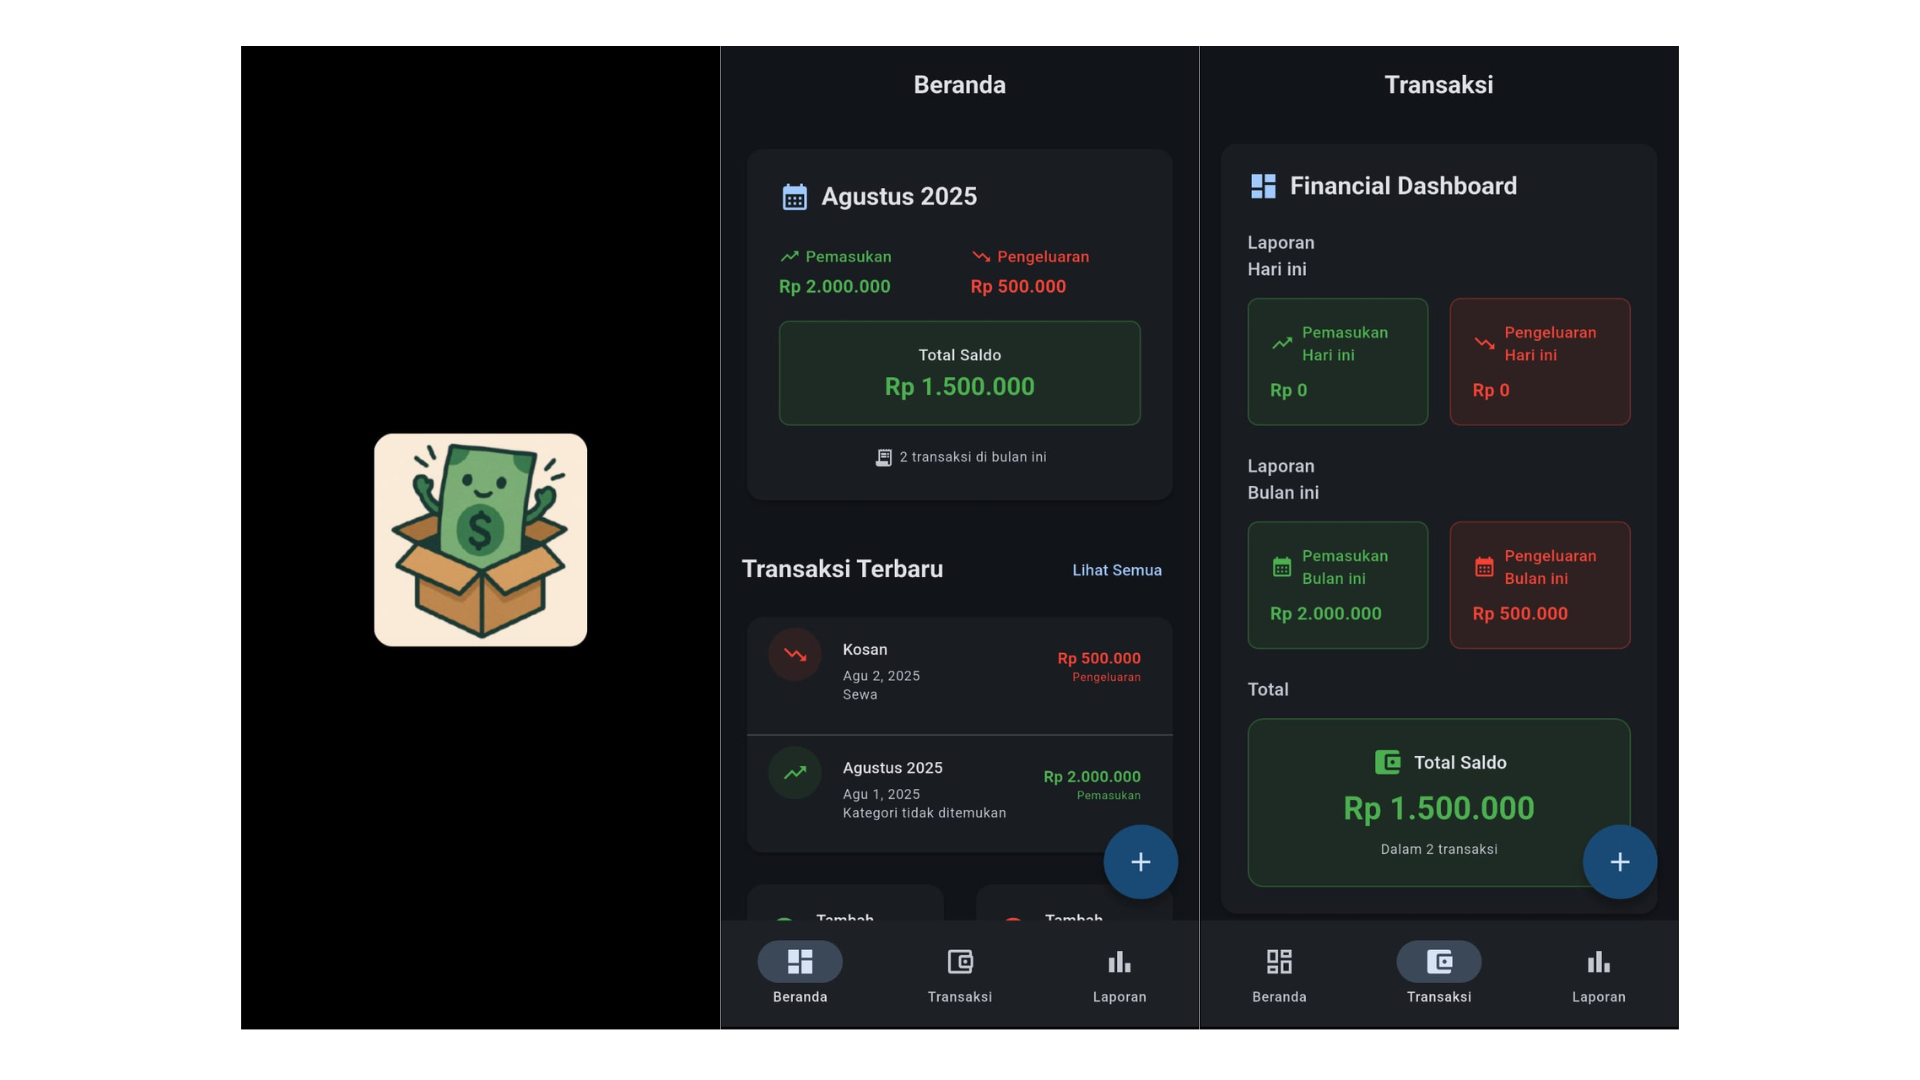 $
Beranda
Agustus 2025
Pemasukan
Pengeluaran
Rp 2.000.000
Rp 500.000
Total Saldo
Rp 1.500.000
2 transaksi di bulan ini
Transaksi Terbaru
Lihat Semua
Kosan
Agu 2, 2025
Sewa
Rp 500.000
Pengeluaran
Agustus 2025
Agu 1, 2025
Kategori tidak ditemukan
Rp 2.000.000
Pemasukan
+
Tambah
Tambah
Beranda
Transaksi
Laporan
Transaksi
Financial Dashboard
Laporan
Hari ini
Pemasukan
Hari ini
Rp 0
Pengeluaran
Hari ini
Rp 0
Laporan
Bulan ini
Pemasukan
Bulan ini
Rp 2.000.000
Pengeluaran
Bulan ini
Rp 500.000
Total
Total Saldo
Rp 1.500.000
Dalam 2 transaksi
+
Beranda
Transaksi
Laporan